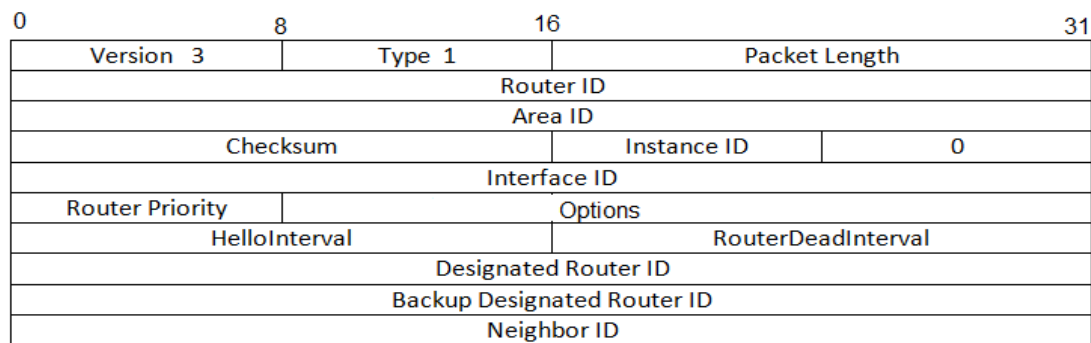 0 8 16 31
Version 3 Type 1 Packet Length
Router ID
Area ID
Checksum Instance ID 0
Interface ID
Router Priority Options
HelloInterval RouterDeadInterval
Designated Router ID
Backup Designated Router ID
Neighbor ID